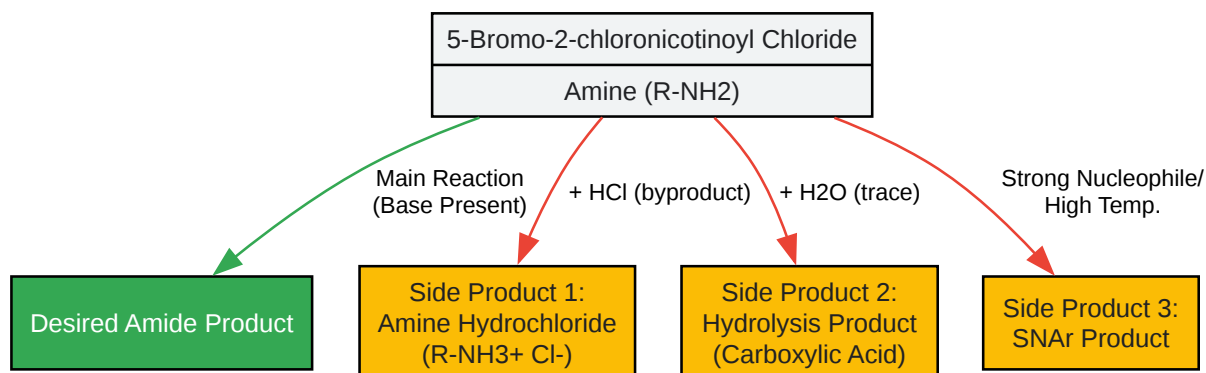 5-Bromo-2-chloronicotinoyl Chloride
Amine (R-NH2)
Main Reaction
(Base Present)
+ HCl (byproduct)
+ H2O (trace)
Strong Nucleophile/
High Temp.
Desired Amide Product
Side Product 1:
Amine Hydrochloride
(R-NH3+ Cl-)
Side Product 2:
Hydrolysis Product
(Carboxylic Acid)
Side Product 3:
SNAr Product